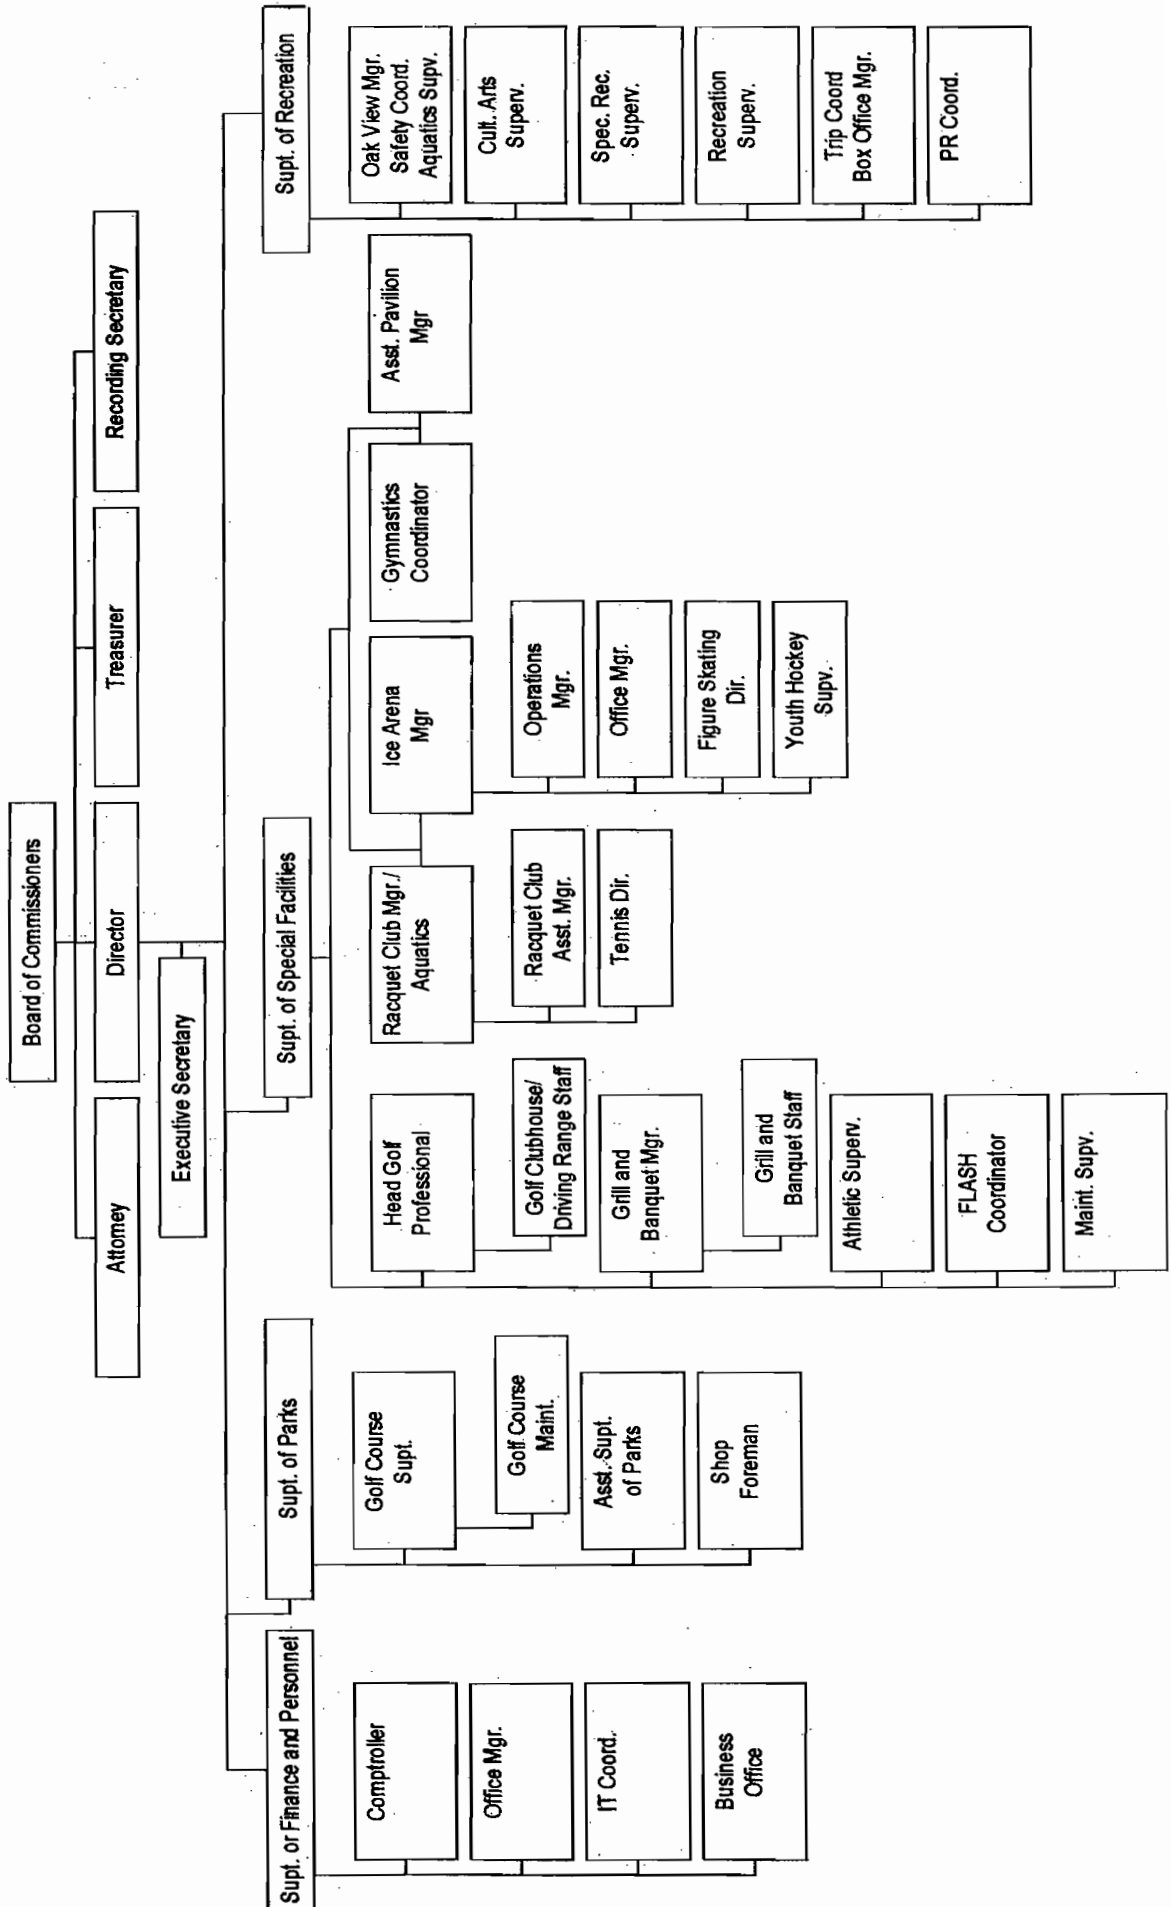 Board of Commissioners
Attorney
Director
Treasurer
Recording Secretary
Executive Secretary
Supt. or Finance and Personnel
Comptroller
Office Mgr.
IT Coord.
Business
Office
Supt. of Parks
Golf Course
Supt.
Golf Course
Maint.
Asst. Supt.
of Parks
Shop
Foreman
Supt. of Special Facilities
Head Golf
Professional
Golf Clubhouse/
Driving Range Staff
Grill and
Banquet Mgr.
Grill and
Banquet Staff
Athletic Superv.
FLASH
Coordinator
Maint. Supv.
Racquet Club Mgr./
Aquatics
Racquet Club
Asst. Mgr.
Tennis Dir.
Ice Arena
Mgr
Operations
Mgr.
Office Mgr.
Figure Skating
Dir.
Youth Hockey
Supv.
Gymnastics
Coordinator
Asst. Pavilion
Mgr
Supt. of Recreation
Oak View Mgr.
Safety Coord.
Aquatics Supv.
Cult. Arts
Superv.
Spec. Rec.
Superv.
Recreation
Superv.
Trip Coord
Box Office Mgr.
PR Coord.